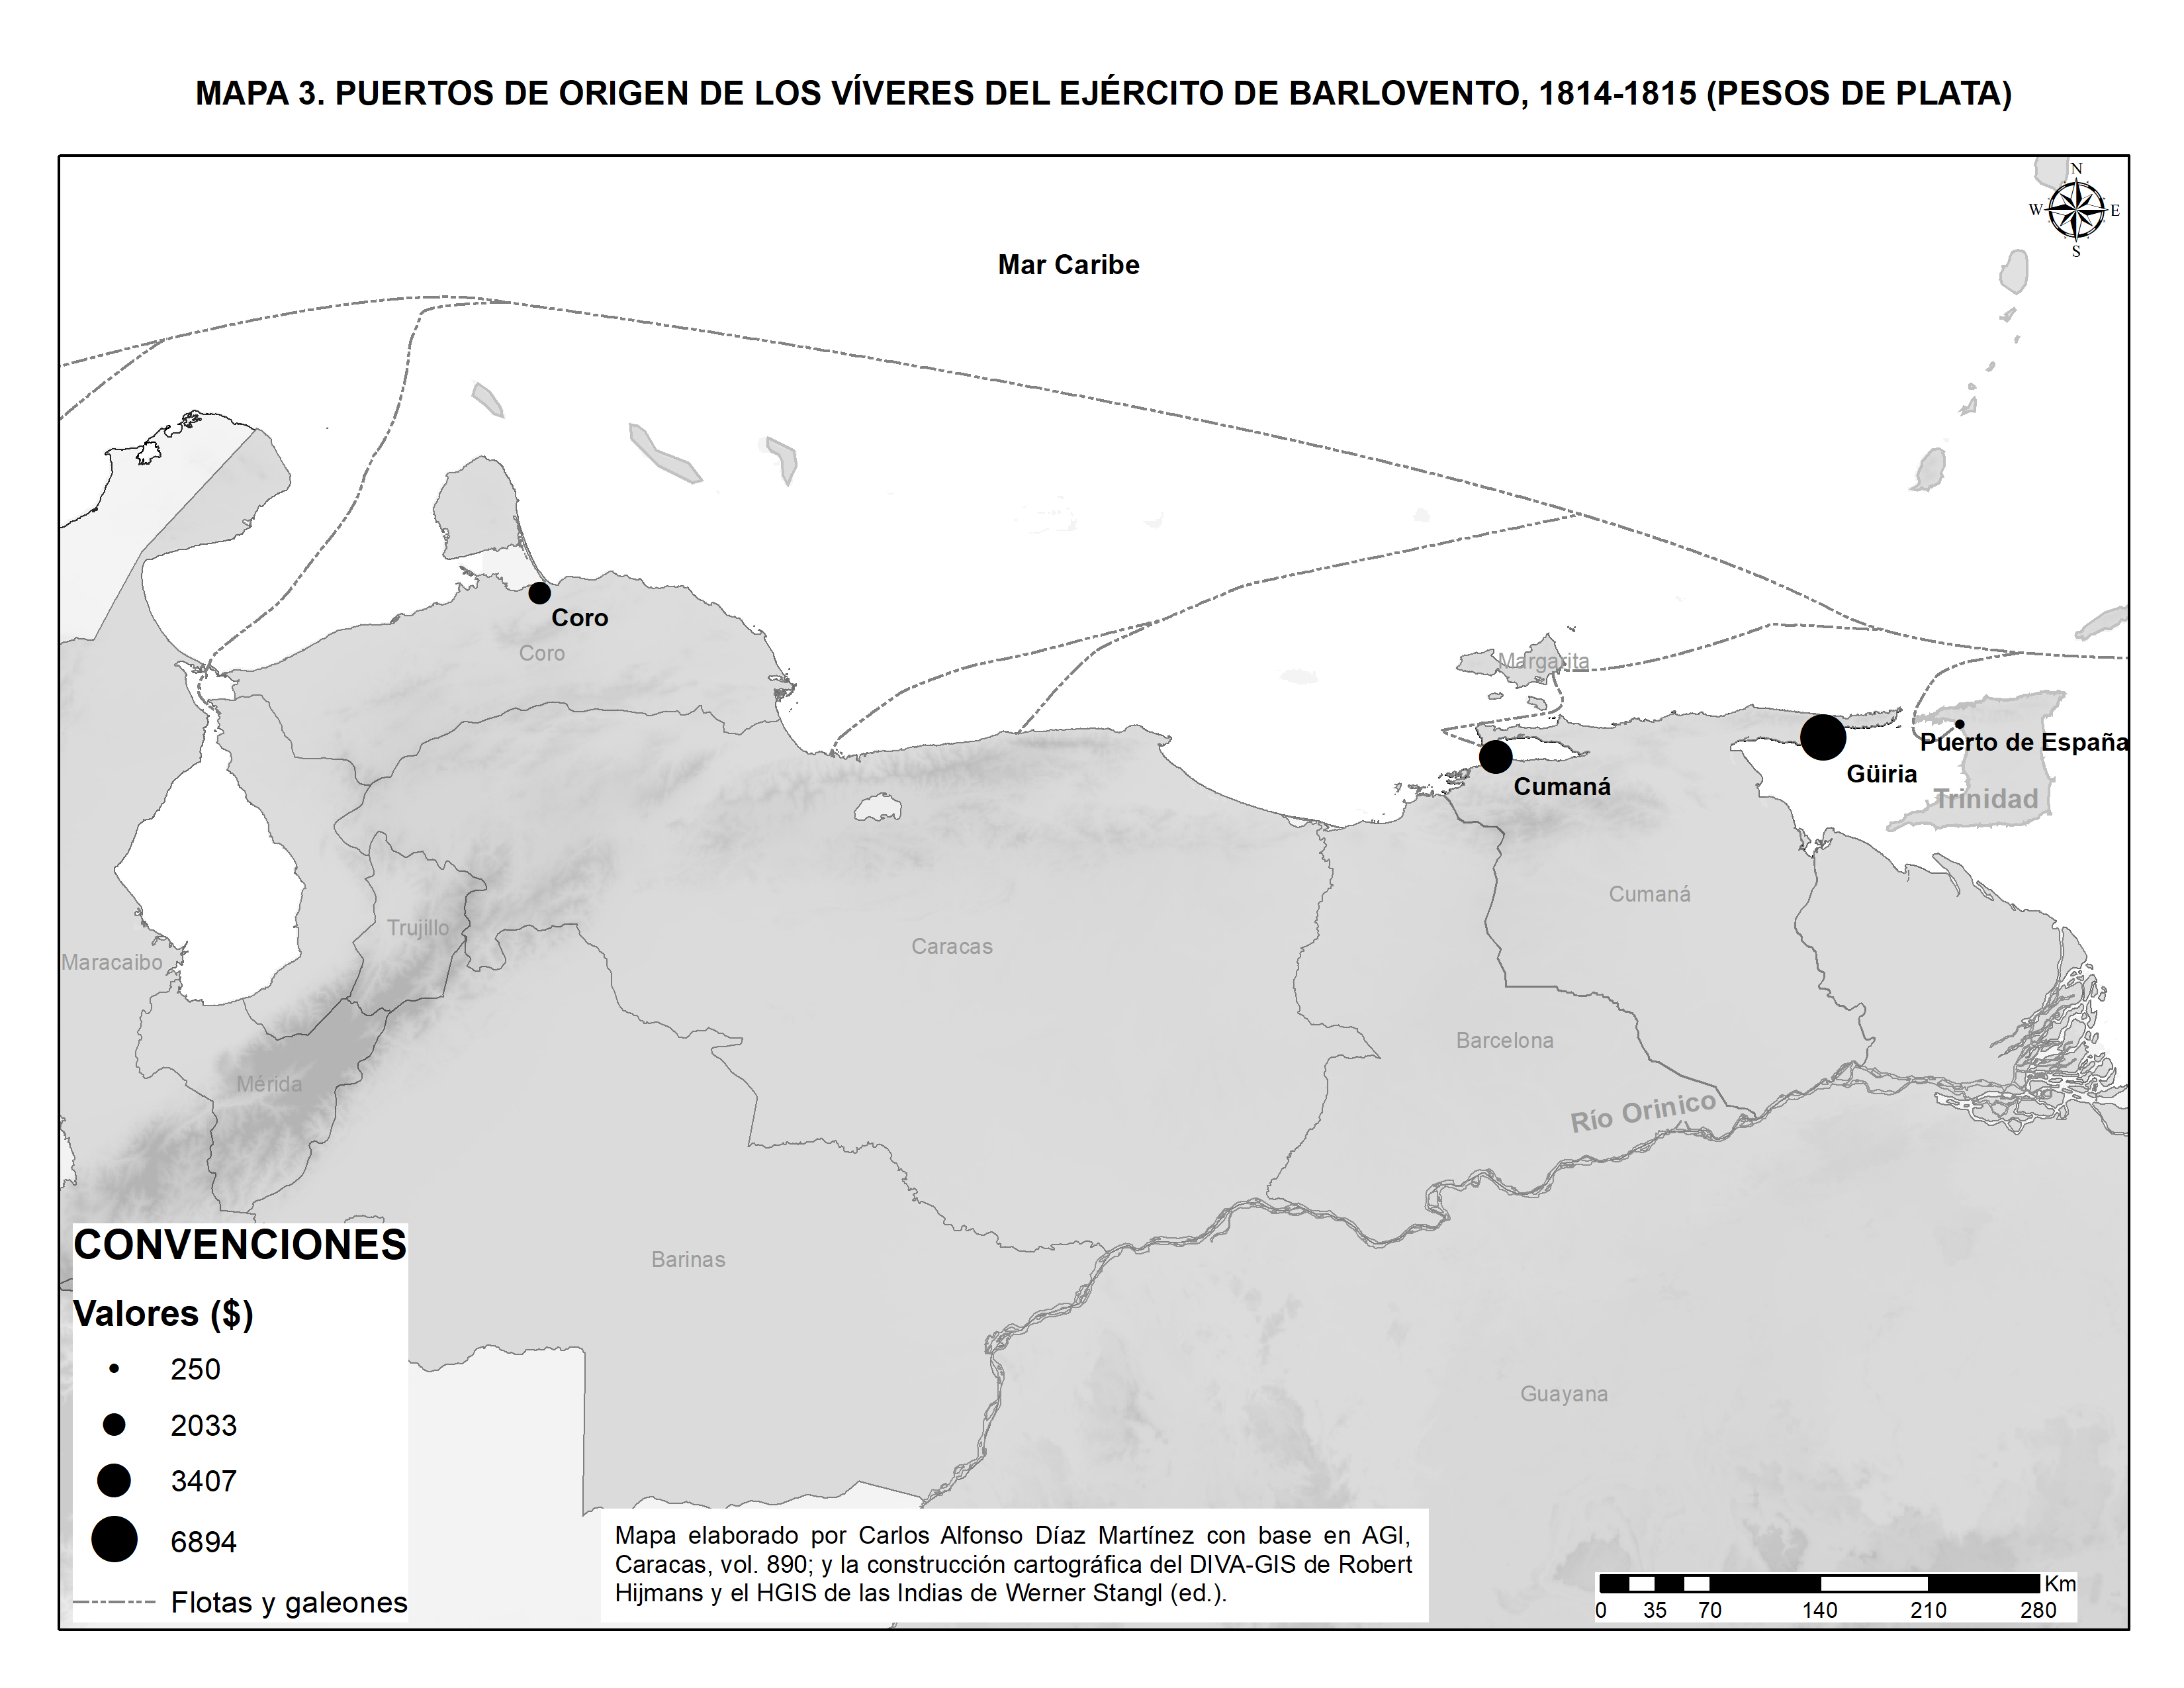 MAPA 3. PUERTOS DE ORIGEN DE LOS VÍVERES DEL EJÉRCITO DE BARLOVENTO, 1814-1815 (PESOS DE PLATA)
N
W E
S
Mar Caribe
Coro
Coro
Margarita
Puerto de España
Güiria
Cumaná
Trinidad
Cumaná
Trujillo
Caracas
Maracaibo
Barcelona
Mérida
Río Orinico
Barinas
Guayana
CONVENCIONES
Valores ($)
250
2033
3407
6894
Flotas y galeones
Mapa elaborado por Carlos Alfonso Díaz Martínez con base en AGI,
Caracas, vol. 890; y la construcción cartográfica del DIVA-GIS de Robert
Hijmans y el HGIS de las Indias de Werner Stangl (ed.).
Km
0 35 70 140 210 280